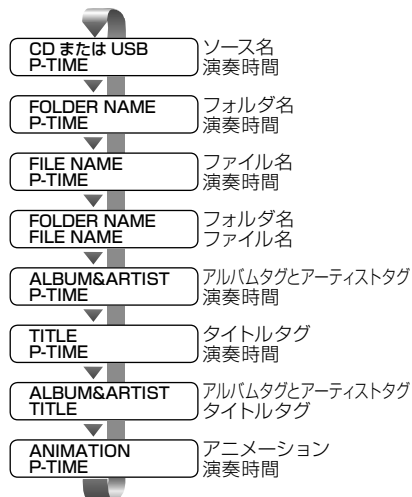 CD または USB ソース名
P-TIME 演奏時間
FOLDER NAME フォルダ名
P-TIME 演奏時間
FILE NAME ファイル名
P-TIME 演奏時間
FOLDER NAME フォルダ名
FILE NAME ファイル名
ALBUM&ARTIST アルバムタグとアーティストタグ
P-TIME 演奏時間
TITLE タイトルタグ
P-TIME 演奏時間
ALBUM&ARTIST アルバムタグとアーティストタグ
TITLE タイトルタグ
ANIMATION アニメーション
P-TIME 演奏時間